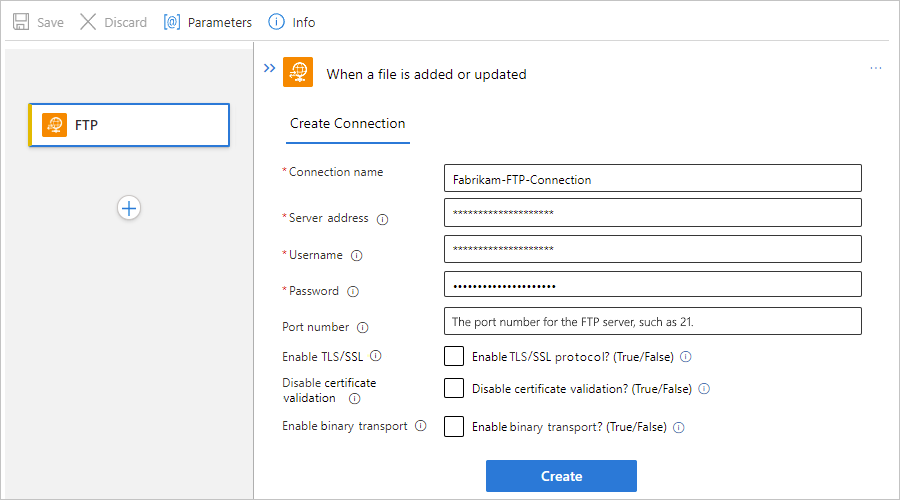 Save Discard Parameters Info
FTP
When a file is added or updated
Create Connection
*Connection name
Fabrikam-FTP-Connection
*Server address
********************
*Username
********************
*Password
•••••••••••••••••••••
Port number
The port number for the FTP server, such as 21.
Enable TLS/SSL
Enable TLS/SSL protocol? (True/False)
Disable certificate
validation
Disable certificate validation? (True/False)
Enable binary transport
Enable binary transport? (True/False)
Create